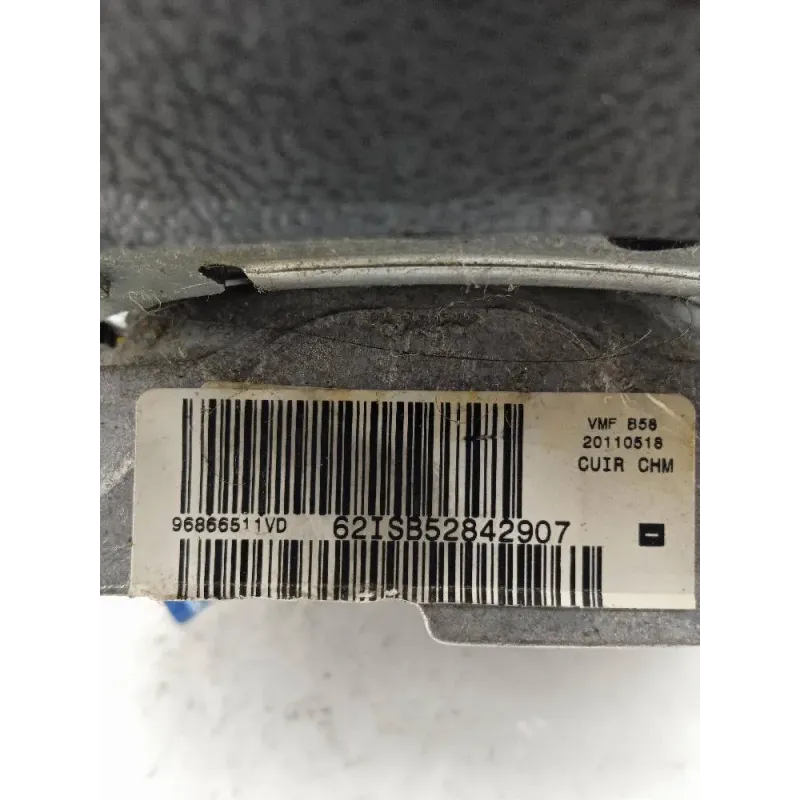 VMF B58
20110518
CUIR CHM
96866511VD 62ISB52842907